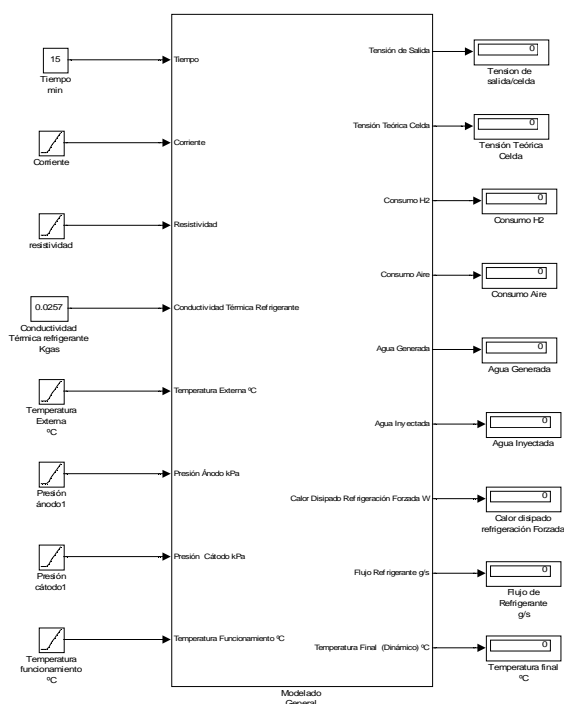 15
Tiempo
min
Corriente
resistividad
0.0257
Conductividad
Térmica refrigerante
Kgas
Temperatura
Externa
ºC
Presión
ánodo1
Presión
cátodo1
Temperatura
funcionamiento
ºC
Tiempo
Corriente
Resistividad
Conductividad Térmica Refrigerante
Temperatura Externa ºC
Presión Ánodo kPa
Presión Cátodo kPa
Temperatura Funcionamiento ºC
Tensión de Salida
Tensión Teórica Celda
Consumo H2
Consumo Aire
Agua Generada
Agua Inyectada
Calor Disipado Refrigeración Forzada W
Flujo Refrigerante g/s
Temperatura Final (Dinámico) ºC
Modelado
General
0
Tension de
salida/celda
0
Tensión Teórica
Celda
0
Consumo H2
0
Consumo Aire
0
Agua Generada
0
Agua Inyectada
0
Calor disipado
refrigeración Forzada
0
Flujo de
Refrigerante
g/s
0
Temperatura final
ºC